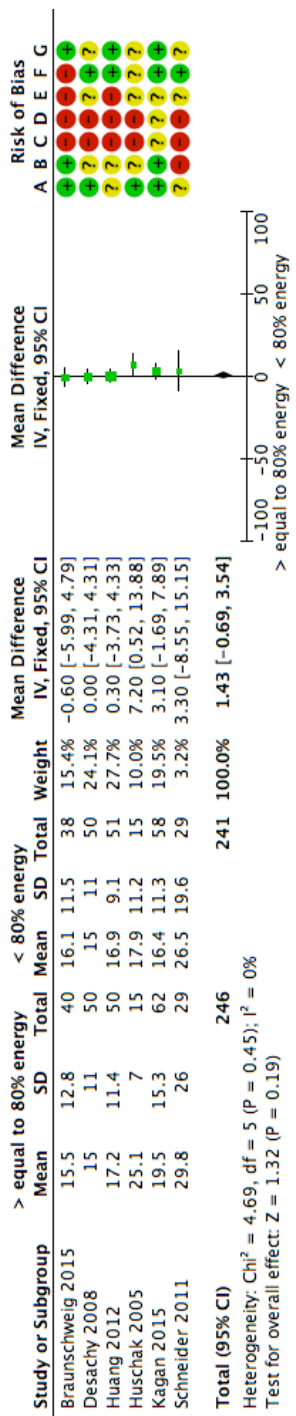 > equal to 80% energy < 80% energy Mean Difference Mean Difference Risk of Bias
Study or Subgroup Mean SD Total Mean SD Total Weight IV, Fixed, 95% CI IV, Fixed, 95% CI A B C D E F G
Braunschweig 2015 15.5 12.8 40 16.1 11.5 38 15.4% −0.60 [−5.99, 4.79] + + − − − − +
Desachy 2008 15 11 50 15 11 50 24.1% 0.00 [−4.31, 4.31] + ? − − ? + ?
Huang 2012 17.2 11.4 50 16.9 9.1 51 27.7% 0.30 [−3.73, 4.33] ? ? − − − + +
Huschak 2005 25.1 7 15 17.9 11.2 15 10.0% 7.20 [0.52, 13.88] + ? − − − ? ?
Kagan 2015 19.5 15.3 62 16.4 11.3 58 19.5% 3.10 [−1.69, 7.89] + + ? ? ? + +
Schneider 2011 29.8 26 29 26.5 19.6 29 3.2% 3.30 [−8.55, 15.15] ? − − − ? + ?
Total (95% CI) 246 241 100.0% 1.43 [−0.69, 3.54]
Heterogeneity: Chi² = 4.69, df = 5 (P = 0.45); I² = 0%
Test for overall effect: Z = 1.32 (P = 0.19)
−100 −50 0 50 100
> equal to 80% energy < 80% energy